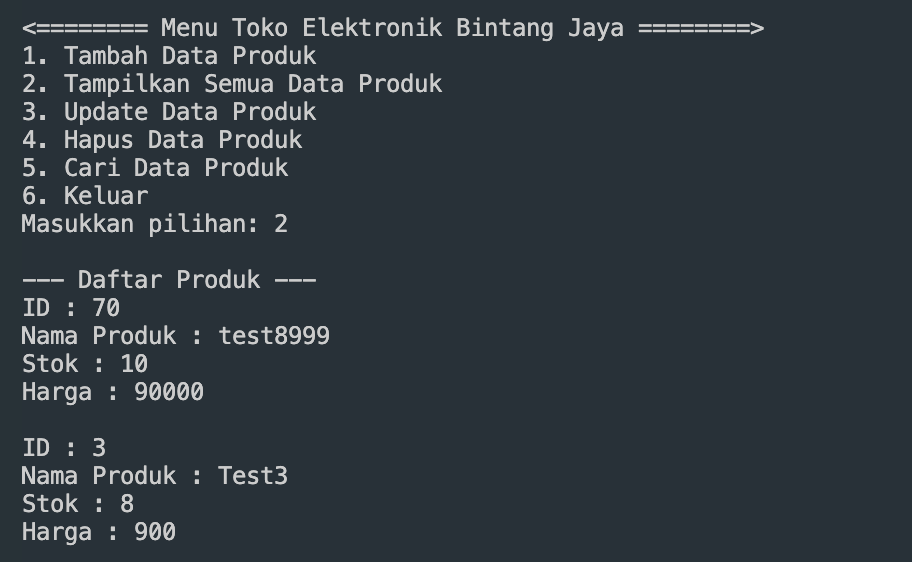 <======== Menu Toko Elektronik Bintang Jaya ========>
1. Tambah Data Produk
2. Tampilkan Semua Data Produk
3. Update Data Produk
4. Hapus Data Produk
5. Cari Data Produk
6. Keluar
Masukkan pilihan: 2
--- Daftar Produk ---
ID : 70
Nama Produk : test8999
Stok : 10
Harga : 90000
ID : 3
Nama Produk : Test3
Stok : 8
Harga : 900